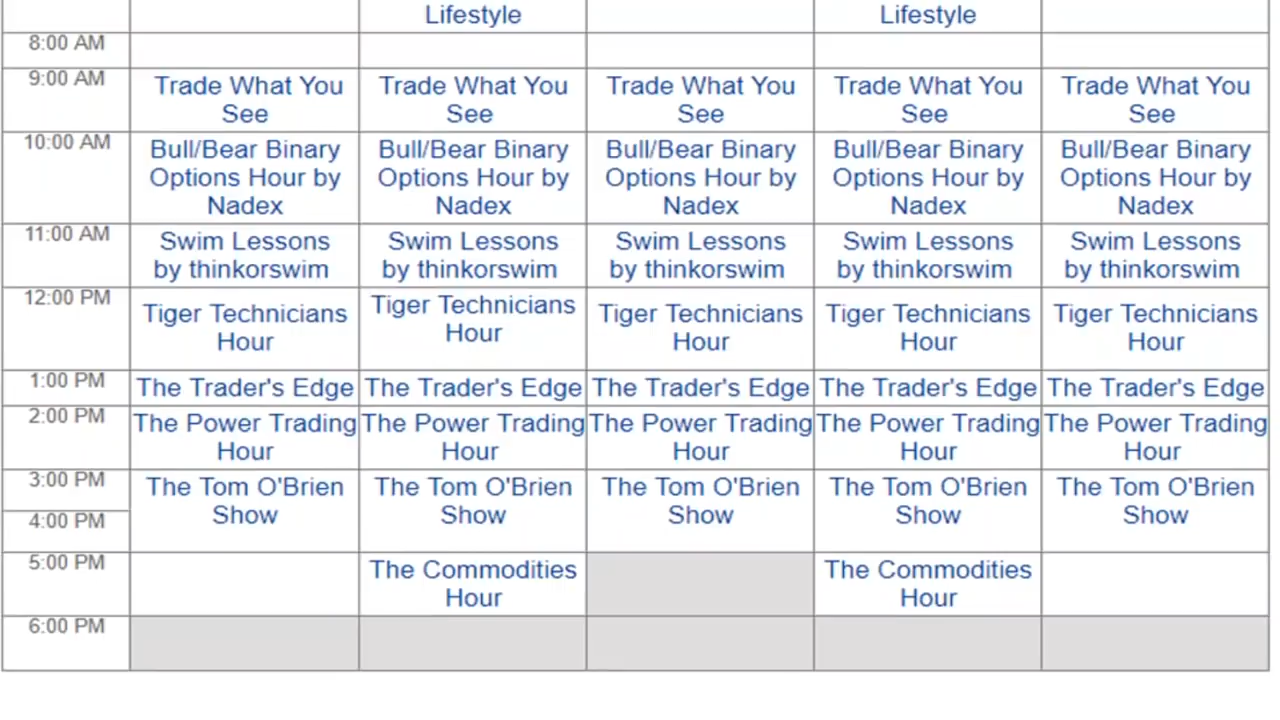 Lifestyle Lifestyle
8:00 AM
9:00 AM Trade What You Trade What You Trade What You Trade What You Trade What You
See See See See See
10:00 AM Bull/Bear Binary Bull/Bear Binary Bull/Bear Binary Bull/Bear Binary Bull/Bear Binary
Options Hour by Options Hour by Options Hour by Options Hour by Options Hour by
Nadex Nadex Nadex Nadex Nadex
11:00 AM Swim Lessons Swim Lessons Swim Lessons Swim Lessons Swim Lessons
by thinkorswim by thinkorswim by thinkorswim by thinkorswim by thinkorswim
12:00 PM Tiger Technicians Tiger Technicians Tiger Technicians Tiger Technicians Tiger Technicians
Hour Hour Hour Hour Hour
1:00 PM The Trader's Edge The Trader's Edge The Trader's Edge The Trader's Edge The Trader's Edge
2:00 PM The Power Trading The Power Trading The Power Trading The Power Trading The Power Trading
Hour Hour Hour Hour Hour
3:00 PM The Tom O'Brien The Tom O'Brien The Tom O'Brien The Tom O'Brien The Tom O'Brien
4:00 PM Show Show Show Show Show
5:00 PM The Commodities The Commodities
Hour Hour
6:00 PM